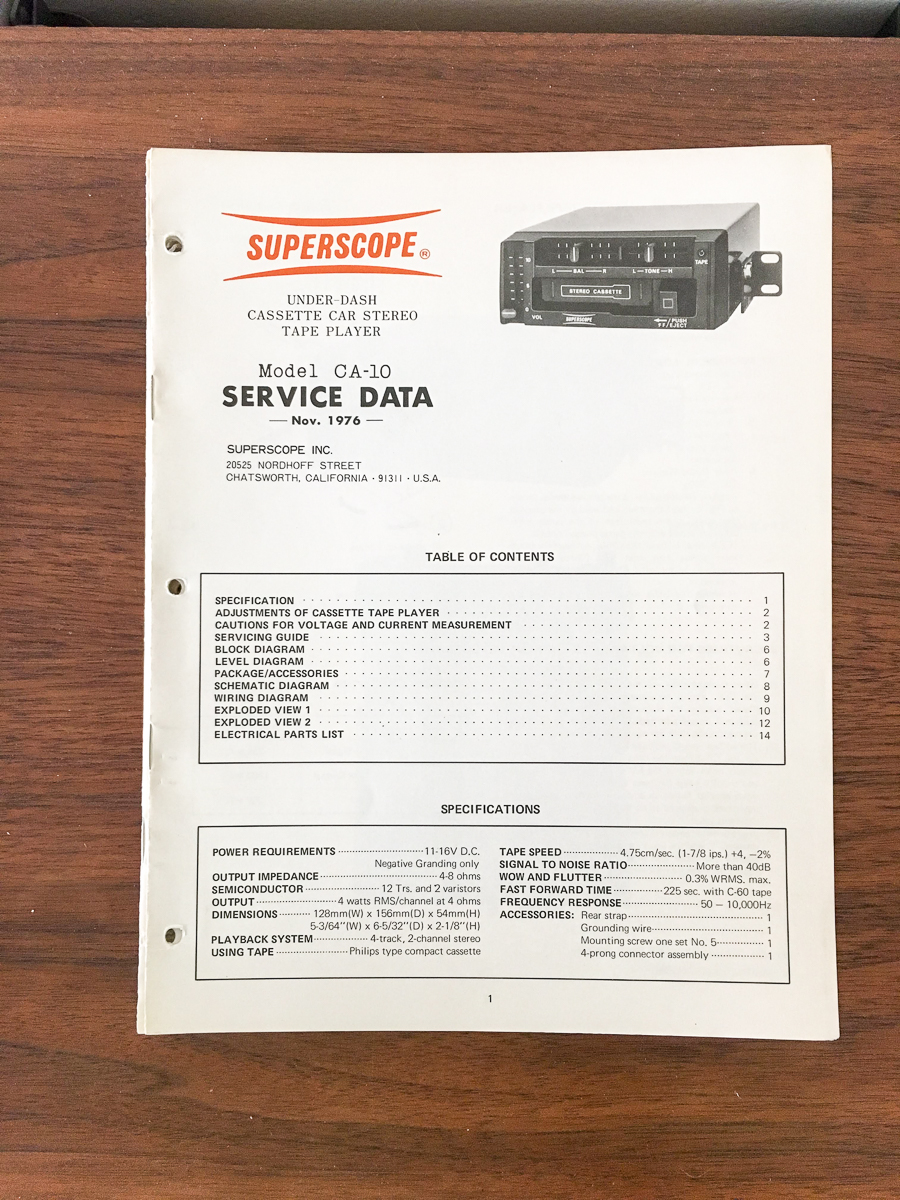 SUPERSCOPE®
UNDER-DASH
CASSETTE CAR STEREO
TAPE PLAYER
Model CA-10
SERVICE DATA
— Nov. 1976 —
SUPERSCOPE INC.
20525 NORDHOFF STREET
CHATSWORTH, CALIFORNIA · 91311 · U.S.A.
10
5
0
VOL
L — BAL — R
L — TONE — H
TAPE
STEREO CASSETTE
SUPERSCOPE
/PUSH
FF/EJECT
TABLE OF CONTENTS
SPECIFICATION 1
ADJUSTMENTS OF CASSETTE TAPE PLAYER 2
CAUTIONS FOR VOLTAGE AND CURRENT MEASUREMENT 2
SERVICING GUIDE 3
BLOCK DIAGRAM 6
LEVEL DIAGRAM 6
PACKAGE/ACCESSORIES 7
SCHEMATIC DIAGRAM 8
WIRING DIAGRAM 9
EXPLODED VIEW 1 10
EXPLODED VIEW 2 12
ELECTRICAL PARTS LIST 14
SPECIFICATIONS
POWER REQUIREMENTS 11-16V D.C.
Negative Granding only
OUTPUT IMPEDANCE 4-8 ohms
SEMICONDUCTOR 12 Trs. and 2 varistors
OUTPUT 4 watts RMS/channel at 4 ohms
DIMENSIONS 128mm(W) x 156mm(D) x 54mm(H)
5-3/64''(W) x 6-5/32''(D) x 2-1/8''(H)
PLAYBACK SYSTEM 4-track, 2-channel stereo
USING TAPE Philips type compact cassette
TAPE SPEED 4.75cm/sec. (1-7/8 ips.) +4, −2%
SIGNAL TO NOISE RATIO More than 40dB
WOW AND FLUTTER 0.3% WRMS. max.
FAST FORWARD TIME 225 sec. with C-60 tape
FREQUENCY RESPONSE 50 — 10,000Hz
ACCESSORIES: Rear strap 1
Grounding wire 1
Mounting screw one set No. 5 1
4-prong connector assembly 1
1